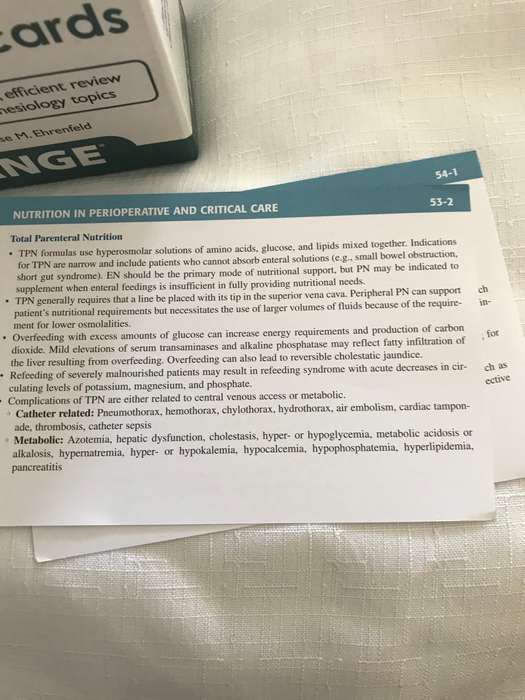 cards
efficient review
nesiology topics
se M. Ehrenfeld
NGE
54-1
NUTRITION IN PERIOPERATIVE AND CRITICAL CARE 53-2
Total Parenteral Nutrition
• TPN formulas use hyperosmolar solutions of amino acids, glucose, and lipids mixed together. Indications
for TPN are narrow and include patients who cannot absorb enteral solutions (e.g., small bowel obstruction,
short gut syndrome). EN should be the primary mode of nutritional support, but PN may be indicated to
supplement when enteral feedings is insufficient in fully providing nutritional needs.
• TPN generally requires that a line be placed with its tip in the superior vena cava. Peripheral PN can support
patient's nutritional requirements but necessitates the use of larger volumes of fluids because of the require-
ment for lower osmolalities.
• Overfeeding with excess amounts of glucose can increase energy requirements and production of carbon
dioxide. Mild elevations of serum transaminases and alkaline phosphatase may reflect fatty infiltration of
the liver resulting from overfeeding. Overfeeding can also lead to reversible cholestatic jaundice.
• Refeeding of severely malnourished patients may result in refeeding syndrome with acute decreases in cir-
culating levels of potassium, magnesium, and phosphate.
• Complications of TPN are either related to central venous access or metabolic.
◦ Catheter related: Pneumothorax, hemothorax, chylothorax, hydrothorax, air embolism, cardiac tampon-
ade, thrombosis, catheter sepsis
◦ Metabolic: Azotemia, hepatic dysfunction, cholestasis, hyper- or hypoglycemia, metabolic acidosis or
alkalosis, hypernatremia, hyper- or hypokalemia, hypocalcemia, hypophosphatemia, hyperlipidemia,
pancreatitis
ch
in-
, for
ch as
ective